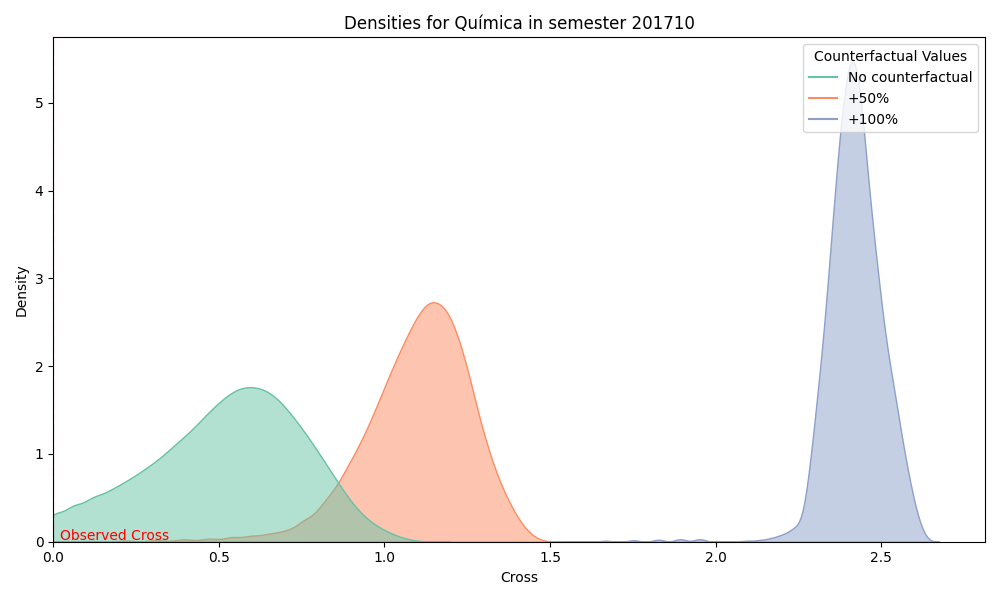 Densities for Química in semester 201710
Counterfactual Values
No counterfactual
+50%
+100%
5
4
3
2
1
0
Density
Observed Cross
0.0 0.5 1.0 1.5 2.0 2.5
Cross